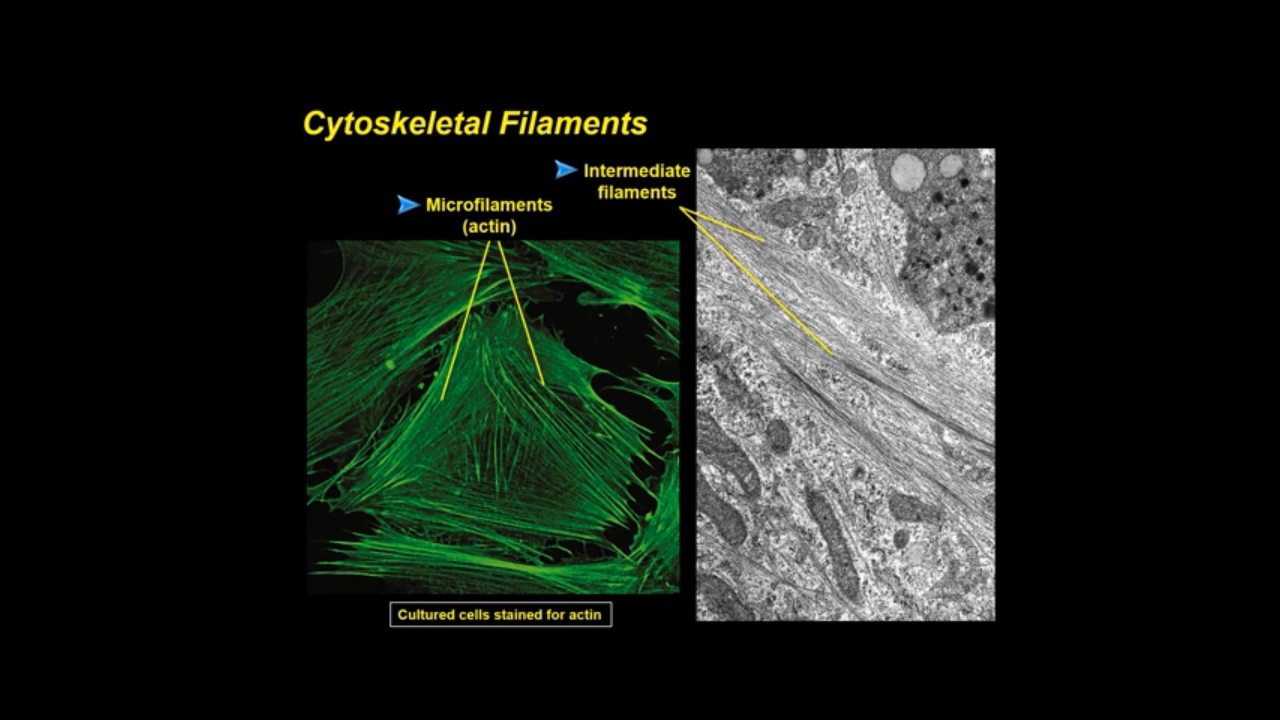 Cytoskeletal Filaments
Intermediate
filaments
Microfilaments
(actin)
Cultured cells stained for actin